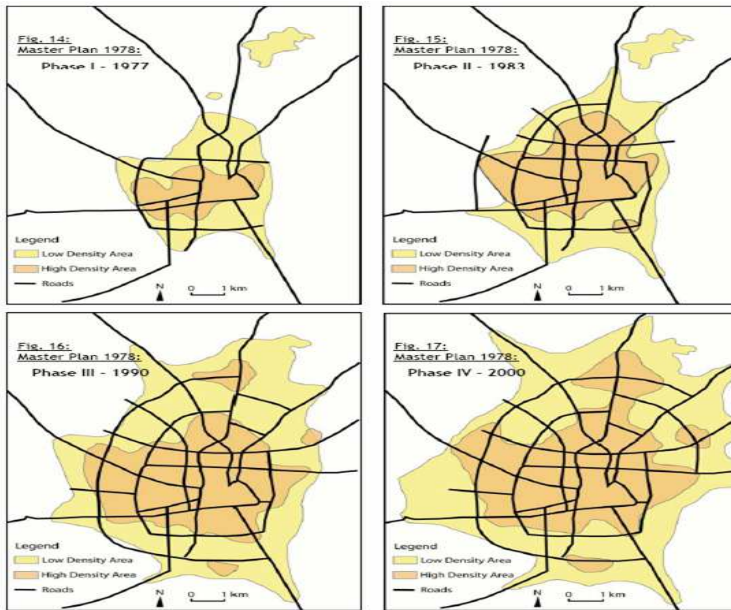 Fig. 14:
Master Plan 1978:
Phase I - 1977
Legend
Low Density Area
High Density Area
Roads
N 0 1 km
Fig. 15:
Master Plan 1978:
Phase II - 1983
Legend
Low Density Area
High Density Area
Roads
N 0 1 km
Fig. 16:
Master Plan 1978:
Phase III - 1990
Legend
Low Density Area
High Density Area
Roads
N 0 1 km
Fig. 17:
Master Plan 1978:
Phase IV - 2000
Legend
Low Density Area
High Density Area
Roads
N 0 1 km